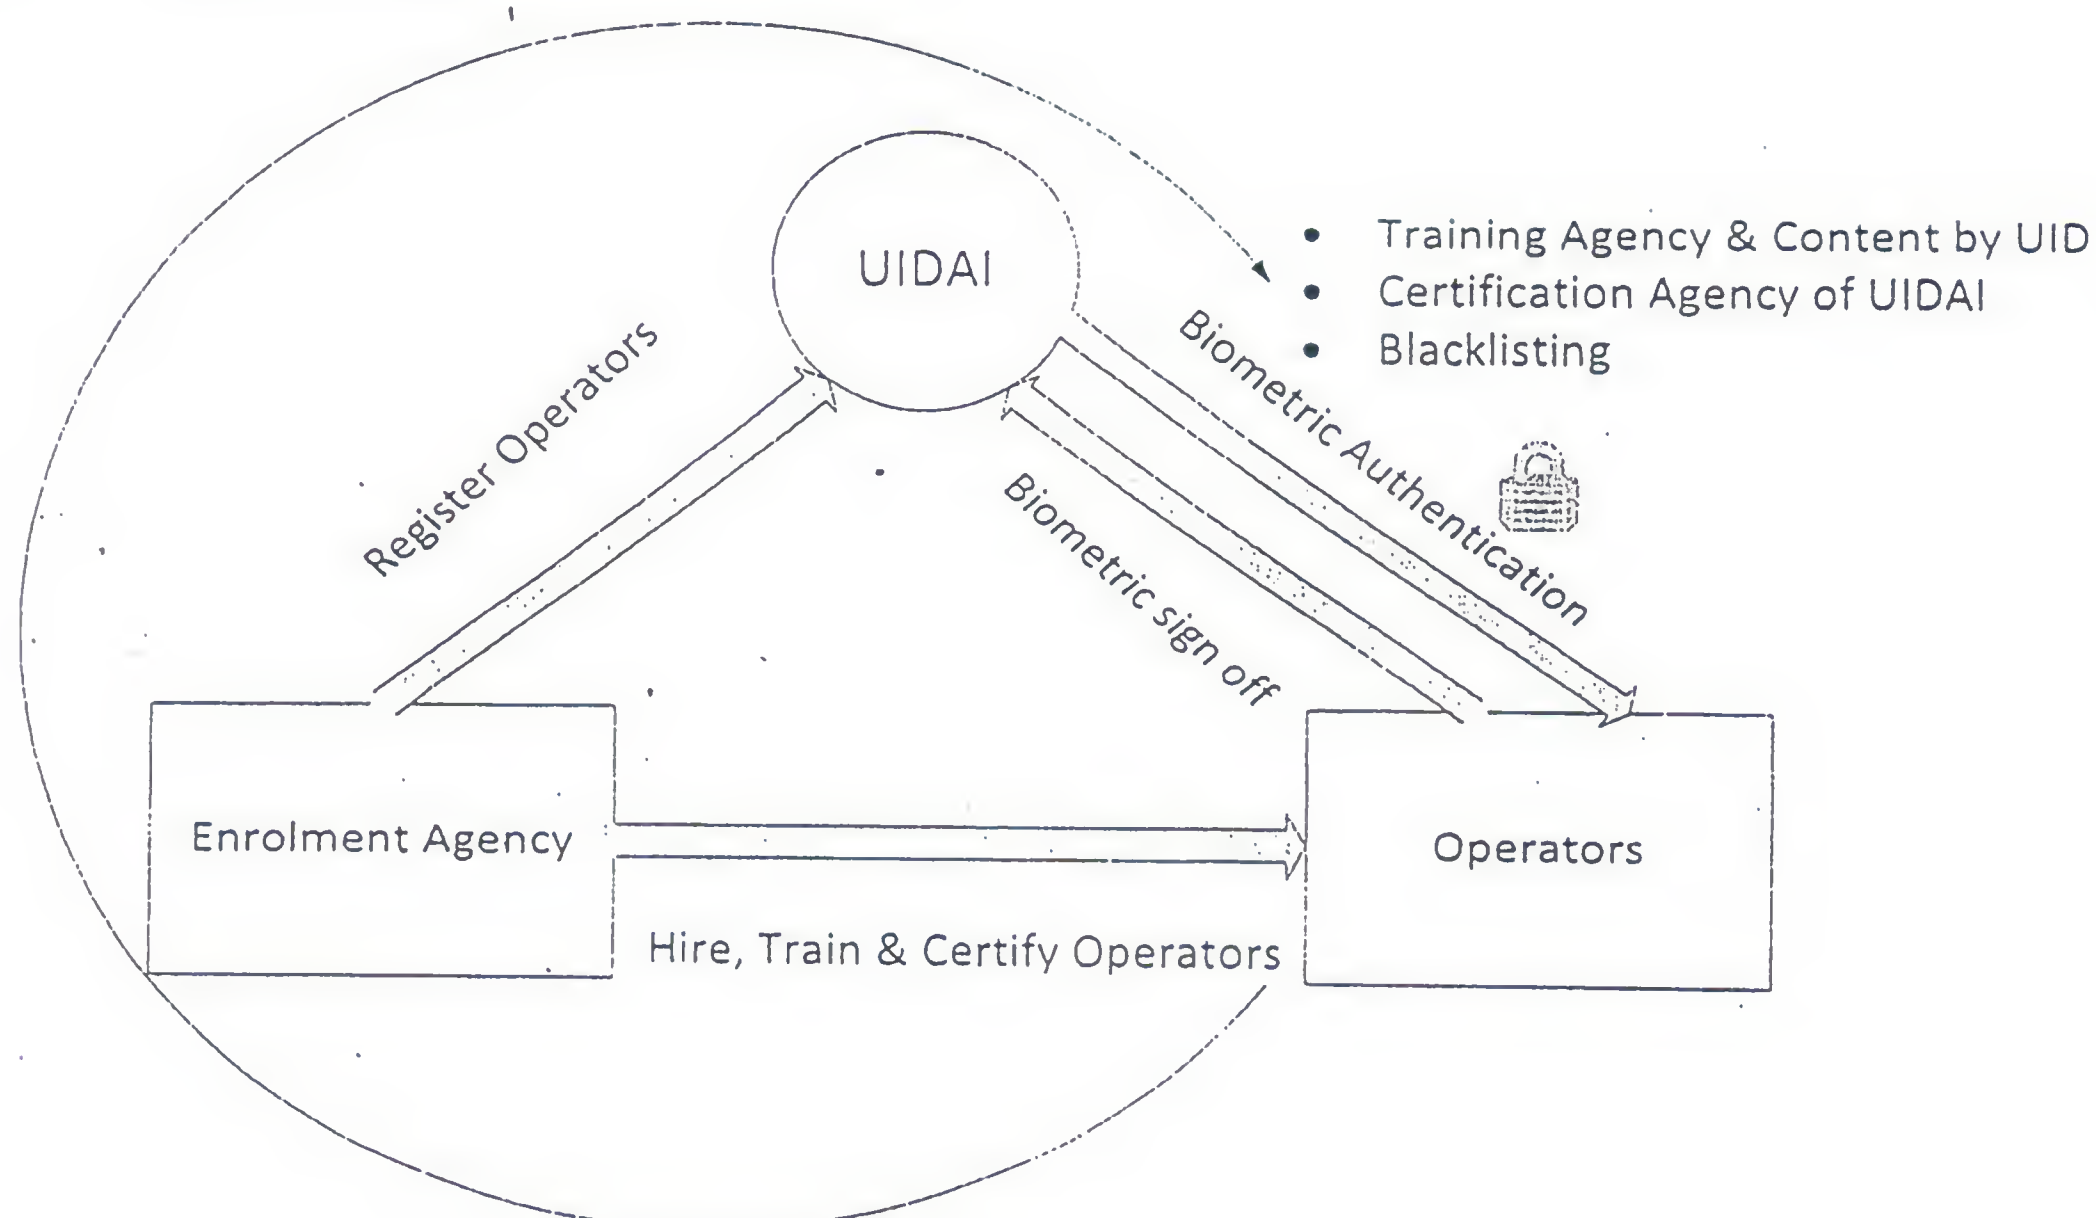 UIDAI
• Training Agency & Content by UID
• Certification Agency of UIDAI
• Blacklisting
Register Operators
Biometric Authentication
Biometric sign off
Enrolment Agency
Operators
Hire, Train & Certify Operators